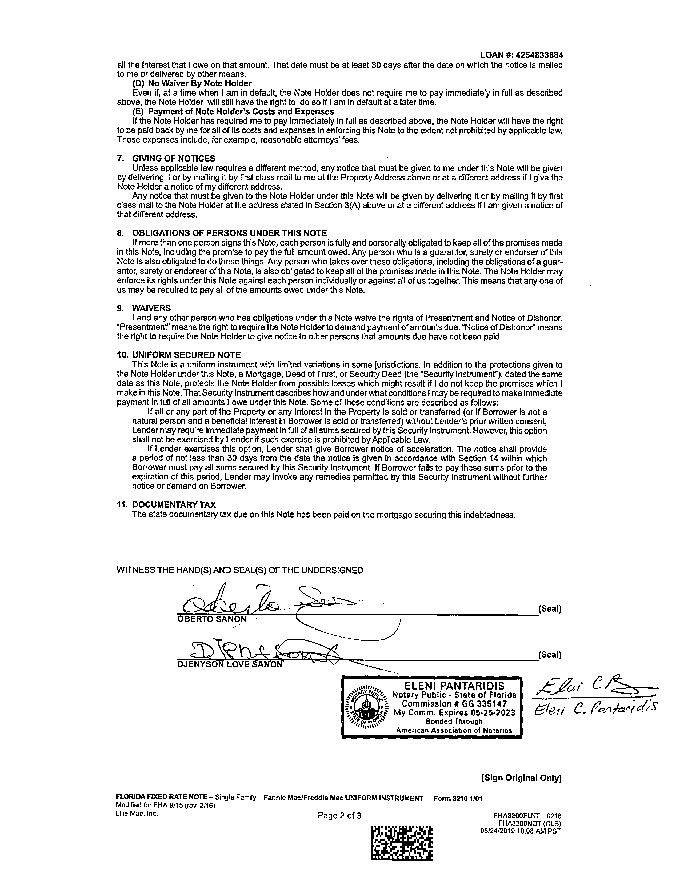 LOAN #: 4254833884
all the interest that I owe on that amount. That date must be at least 30 days after the date on which the notice is mailed
to me or delivered by other means.
(D) No Waiver By Note Holder
Even if, at a time when I am in default, the Note Holder does not require me to pay immediately in full as described
above, the Note Holder will still have the right to do so if I am in default at a later time.
(E) Payment of Note Holder's Costs and Expenses
If the Note Holder has required me to pay immediately in full as described above, the Note Holder will have the right
to be paid back by me for all of its costs and expenses in enforcing this Note to the extent not prohibited by applicable law.
Those expenses include, for example, reasonable attorneys' fees.
7. GIVING OF NOTICES
Unless applicable law requires a different method, any notice that must be given to me under this Note will be given
by delivering it or by mailing it by first class mail to me at the Property Address above or at a different address if I give the
Note Holder a notice of my different address.
Any notice that must be given to the Note Holder under this Note will be given by delivering it or by mailing it by first
class mail to the Note Holder at the address stated in Section 3(A) above or at a different address if I am given a notice of
that different address.
8. OBLIGATIONS OF PERSONS UNDER THIS NOTE
If more than one person signs this Note, each person is fully and personally obligated to keep all of the promises made
in this Note, including the promise to pay the full amount owed. Any person who is a guarantor, surety or endorser of this
Note is also obligated to do these things. Any person who takes over these obligations, including the obligations of a guar-
antor, surety or endorser of this Note, is also obligated to keep all of the promises made in this Note. The Note Holder may
enforce its rights under this Note against each person individually or against all of us together. This means that any one of
us may be required to pay all of the amounts owed under this Note.
9. WAIVERS
I and any other person who has obligations under this Note waive the rights of Presentment and Notice of Dishonor.
"Presentment" means the right to require the Note Holder to demand payment of amounts due. "Notice of Dishonor" means
the right to require the Note Holder to give notice to other persons that amounts due have not been paid.
10. UNIFORM SECURED NOTE
This Note is a uniform instrument with limited variations in some jurisdictions. In addition to the protections given to
the Note Holder under this Note, a Mortgage, Deed of Trust, or Security Deed (the "Security Instrument"), dated the same
date as this Note, protects the Note Holder from possible losses which might result if I do not keep the promises which I
make in this Note. That Security Instrument describes how and under what conditions I may be required to make immediate
payment in full of all amounts I owe under this Note. Some of those conditions are described as follows:
If all or any part of the Property or any Interest in the Property is sold or transferred (or if Borrower is not a
natural person and a beneficial interest in Borrower is sold or transferred) without Lender's prior written consent,
Lender may require immediate payment in full of all sums secured by this Security Instrument. However, this option
shall not be exercised by Lender if such exercise is prohibited by Applicable Law.
If Lender exercises this option, Lender shall give Borrower notice of acceleration. The notice shall provide
a period of not less than 30 days from the date the notice is given in accordance with Section 14 within which
Borrower must pay all sums secured by this Security Instrument. If Borrower fails to pay these sums prior to the
expiration of this period, Lender may invoke any remedies permitted by this Security Instrument without further
notice or demand on Borrower.
11. DOCUMENTARY TAX
The state documentary tax due on this Note has been paid on the mortgage securing this indebtedness.
WITNESS THE HAND(S) AND SEAL(S) OF THE UNDERSIGNED
(Seal)
OBERTO SANON
(Seal)
DJENYSON LOVE SANON
ELENI PANTARIDIS
Notary Public - State of Florida
Commission # GG 335147
My Comm. Expires 05-25-2023
Bonded Through
American Association of Notaries
Eleni C. Pantaridis
[Sign Original Only]
FLORIDA FIXED RATE NOTE – Single Family Fannie Mae/Freddie Mac UNIFORM INSTRUMENT Form 3210 1/01
Modified for FHA 9/15 (rev. 2/16)
Ellie Mae, Inc.
Page 2 of 3
FHA3200FLNT 0216
FHA3200NOT (CLS)
05/24/2019 10:08 AM PST